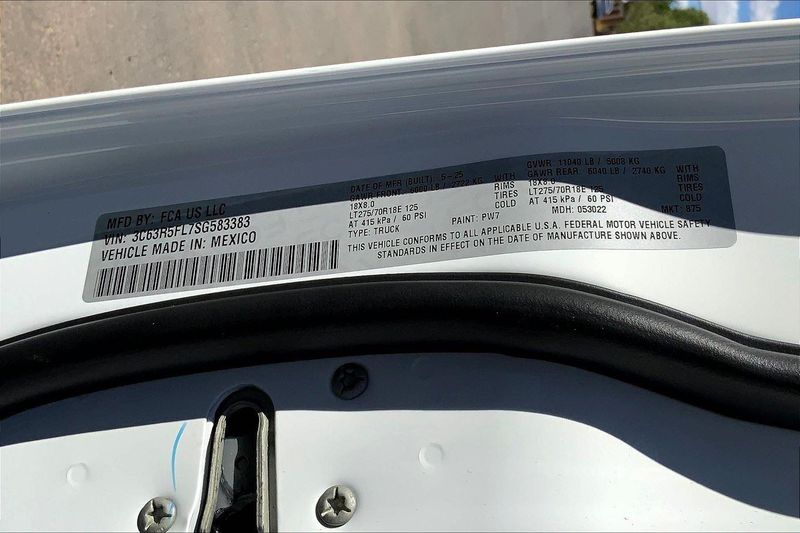 MFD BY: FCA US LLC
VIN: 3C63R5FL7SG583383
VEHICLE MADE IN: MEXICO
DATE OF MFR (BUILT): 5-25
GAWR FRONT: 6000 LB / 2722 KG WITH
18X8.0 RIMS
LT275/70R18E 125 TIRES
AT 415 kPa / 60 PSI COLD
TYPE: TRUCK PAINT: PW7
GVWR: 11040 LB / 5008 KG
GAWR REAR: 6040 LB / 2740 KG WITH
18X8.0 RIMS
LT275/70R18E 125 TIRES
AT 415 kPa / 60 PSI COLD
MDH: 053022 MKT: 875
THIS VEHICLE CONFORMS TO ALL APPLICABLE U.S.A. FEDERAL MOTOR VEHICLE SAFETY
STANDARDS IN EFFECT ON THE DATE OF MANUFACTURE SHOWN ABOVE.